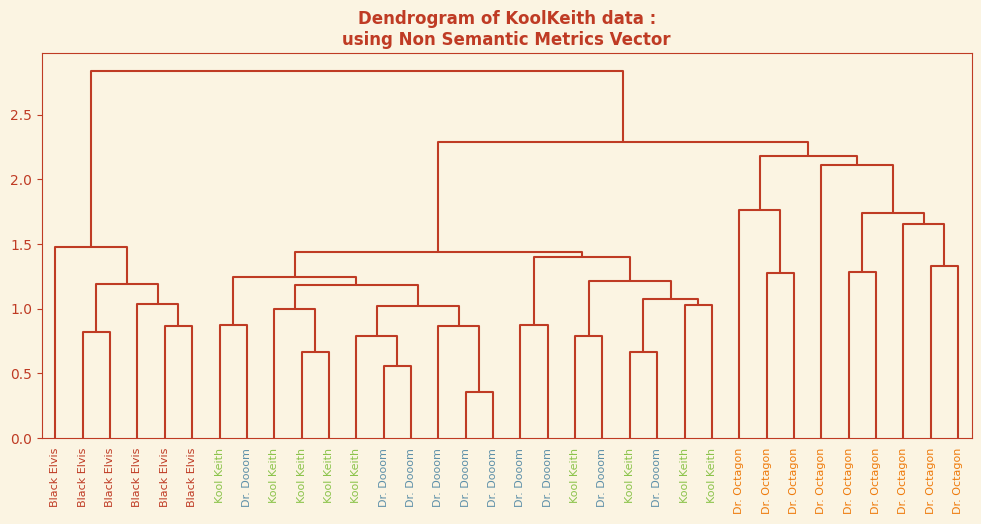 Dendrogram of KoolKeith data :
using Non Semantic Metrics Vector
2.5
2.0
1.5
1.0
0.5
0.0
Black Elvis
Black Elvis
Black Elvis
Black Elvis
Black Elvis
Black Elvis
Kool Keith
Dr. Dooom
Kool Keith
Kool Keith
Kool Keith
Kool Keith
Dr. Dooom
Dr. Dooom
Dr. Dooom
Dr. Dooom
Dr. Dooom
Dr. Dooom
Dr. Dooom
Kool Keith
Dr. Dooom
Kool Keith
Dr. Dooom
Kool Keith
Kool Keith
Dr. Octagon
Dr. Octagon
Dr. Octagon
Dr. Octagon
Dr. Octagon
Dr. Octagon
Dr. Octagon
Dr. Octagon
Dr. Octagon